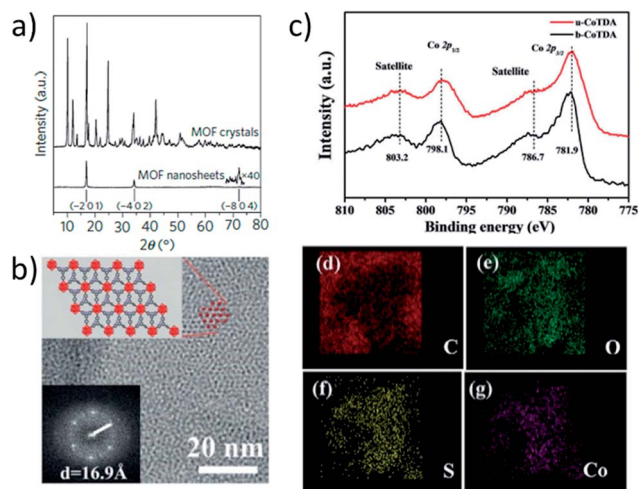 a)
Intensity (a.u.)
MOF crystals
MOF nanosheets
×40
(−2 0 1)
(−4 0 2)
(−8 0 4)
10 20 30 40 50 60 70 80
2θ (°)
b)
d=16.9Å
20 nm
c)
u-CoTDA
b-CoTDA
Co 2p1/2
Co 2p3/2
Satellite
Satellite
803.2
798.1
786.7
781.9
Intensity (a.u.)
810 805 800 795 790 785 780 775
Binding energy (eV)
(d)
C
(e)
O
(f)
S
(g)
Co